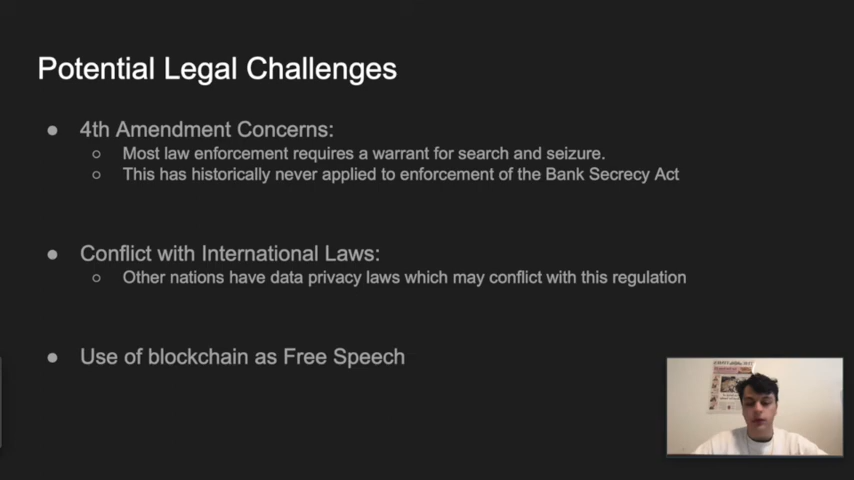 Potential Legal Challenges
● 4th Amendment Concerns:
○ Most law enforcement requires a warrant for search and seizure.
○ This has historically never applied to enforcement of the Bank Secrecy Act
● Conflict with International Laws:
○ Other nations have data privacy laws which may conflict with this regulation
● Use of blockchain as Free Speech